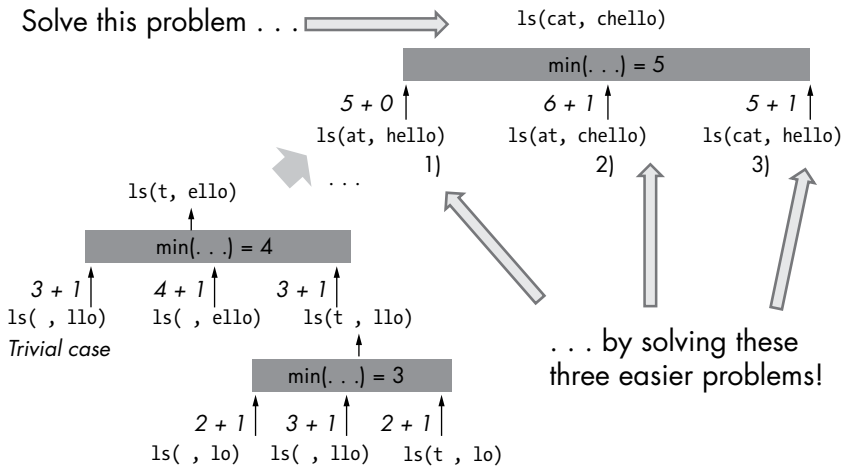 Solve this problem . . .
ls(cat, chello)
min(. . .) = 5
5 + 0
6 + 1
5 + 1
ls(at, hello)
ls(at, chello)
ls(cat, hello)
1)
2)
3)
. . .
ls(t, ello)
min(. . .) = 4
3 + 1
4 + 1
3 + 1
ls( , llo)
ls( , ello)
ls(t , llo)
Trivial case
. . . by solving these
three easier problems!
min(. . .) = 3
2 + 1
3 + 1
2 + 1
ls( , lo)
ls( , llo)
ls(t , lo)